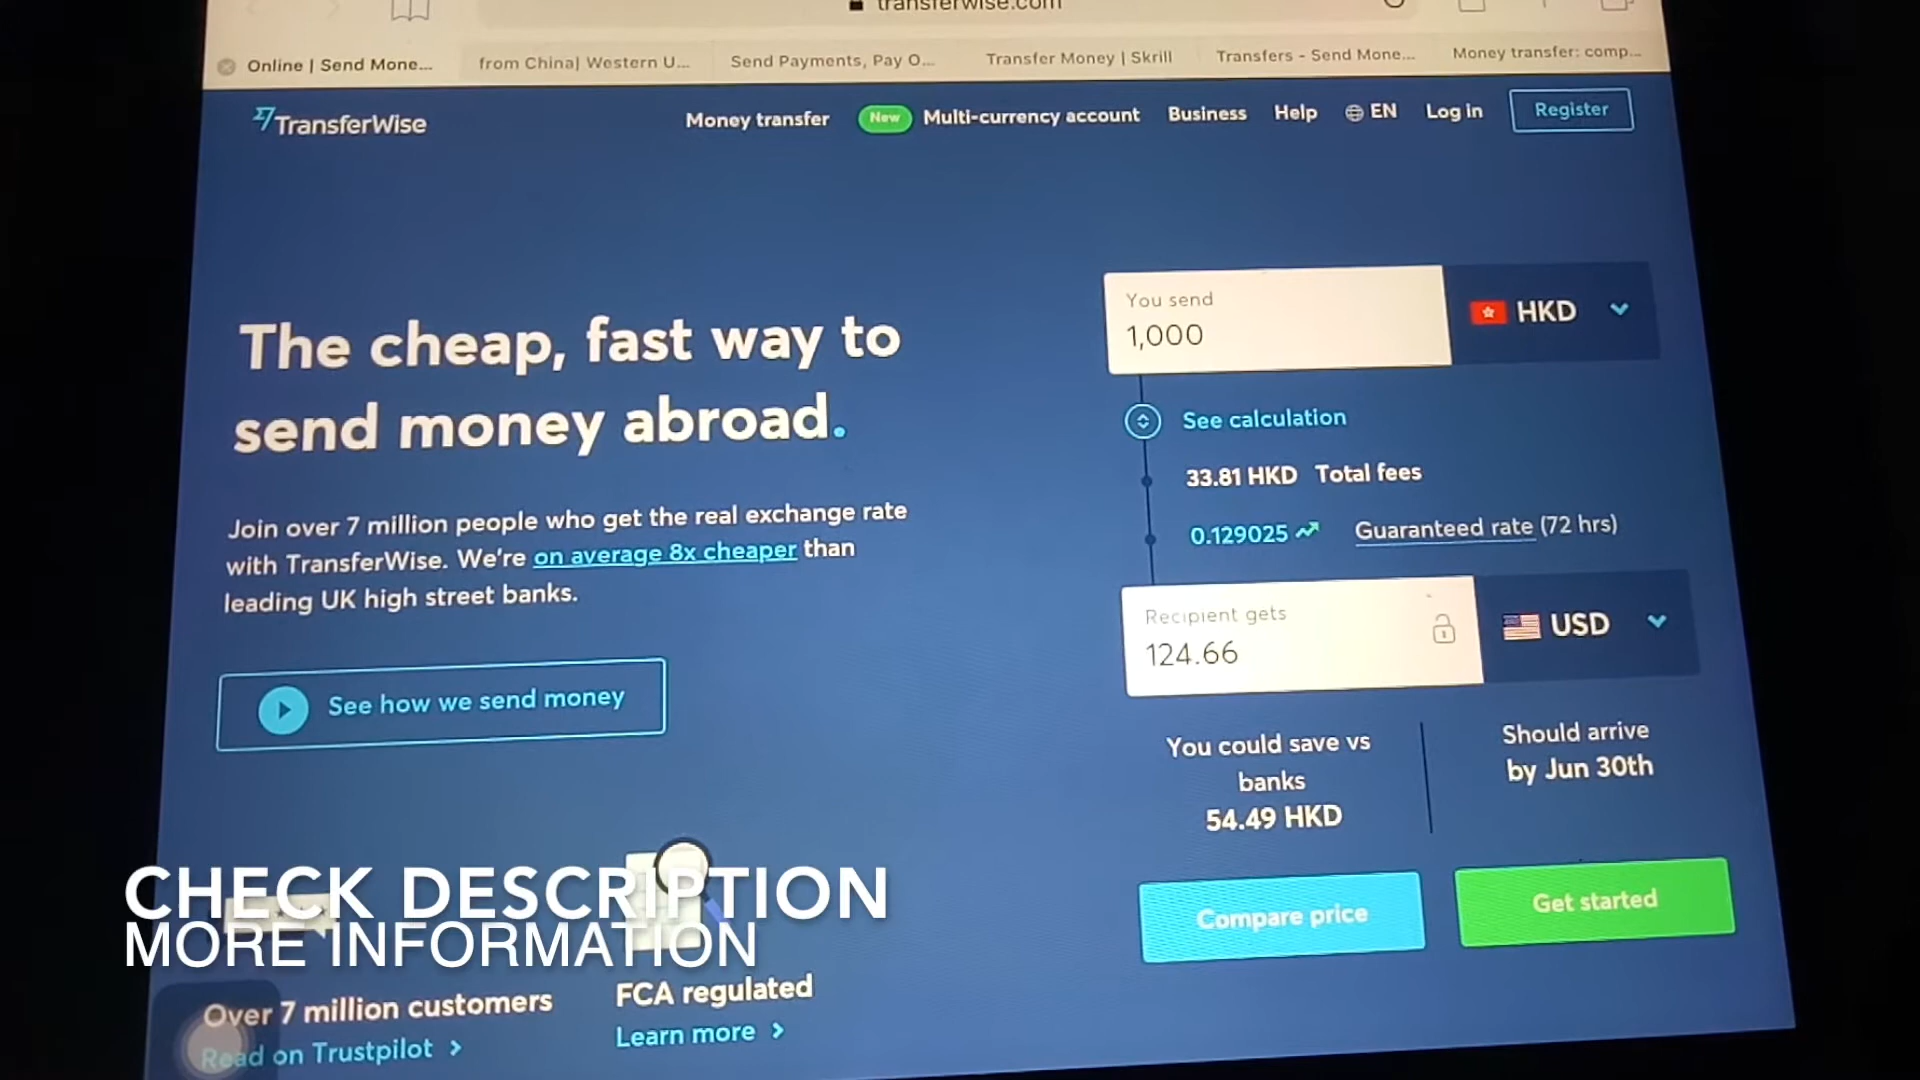 transferwise.com
Online | Send Mone...
from China| Western U...
Send Payments, Pay O...
Transfer Money | Skrill
Transfers - Send Mone...
Money transfer: comp...
TransferWise
Money transfer
New
Multi-currency account
Business
Help
EN
Log in
Register
The cheap, fast way to
send money abroad.
Join over 7 million people who get the real exchange rate
with TransferWise. We're on average 8x cheaper than
leading UK high street banks.
See how we send money
You send
1,000
HKD
See calculation
33.81 HKD Total fees
0.129025 Guaranteed rate (72 hrs)
Recipient gets
124.66
USD
You could save vs
banks
54.49 HKD
Should arrive
by Jun 30th
Compare price
Get started
CHECK DESCRIPTION
MORE INFORMATION
Over 7 million customers
Read on Trustpilot
FCA regulated
Learn more